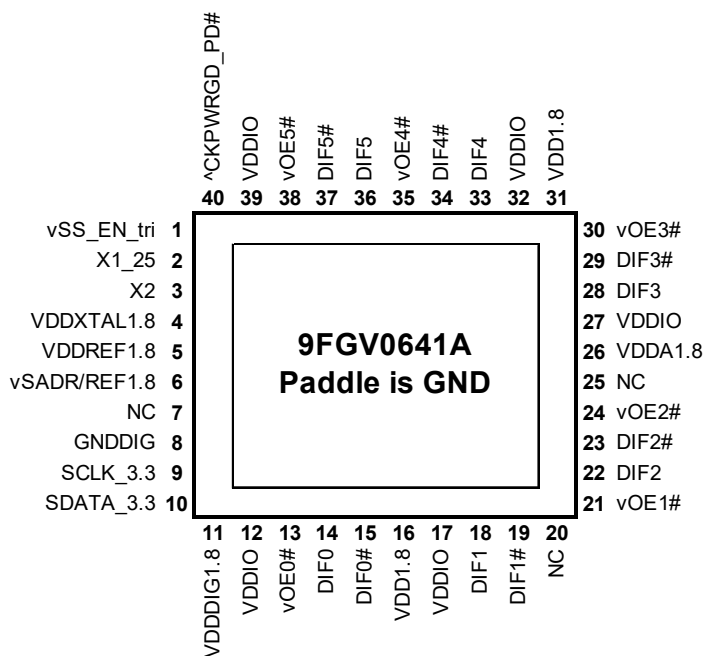 ^CKPWRGD_PD#
VDDIO
vOE5#
DIF5#
DIF5
vOE4#
DIF4#
DIF4
VDDIO
VDD1.8
40 39 38 37 36 35 34 33 32 31
vSS_EN_tri 1
X1_25 2
X2 3
VDDXTAL1.8 4
VDDREF1.8 5
vSADR/REF1.8 6
NC 7
GNDDIG 8
SCLK_3.3 9
SDATA_3.3 10
9FGV0641A
Paddle is GND
30 vOE3#
29 DIF3#
28 DIF3
27 VDDIO
26 VDDA1.8
25 NC
24 vOE2#
23 DIF2#
22 DIF2
21 vOE1#
11 12 13 14 15 16 17 18 19 20
VDDDIG1.8
VDDIO
vOE0#
DIF0
DIF0#
VDD1.8
VDDIO
DIF1
DIF1#
NC